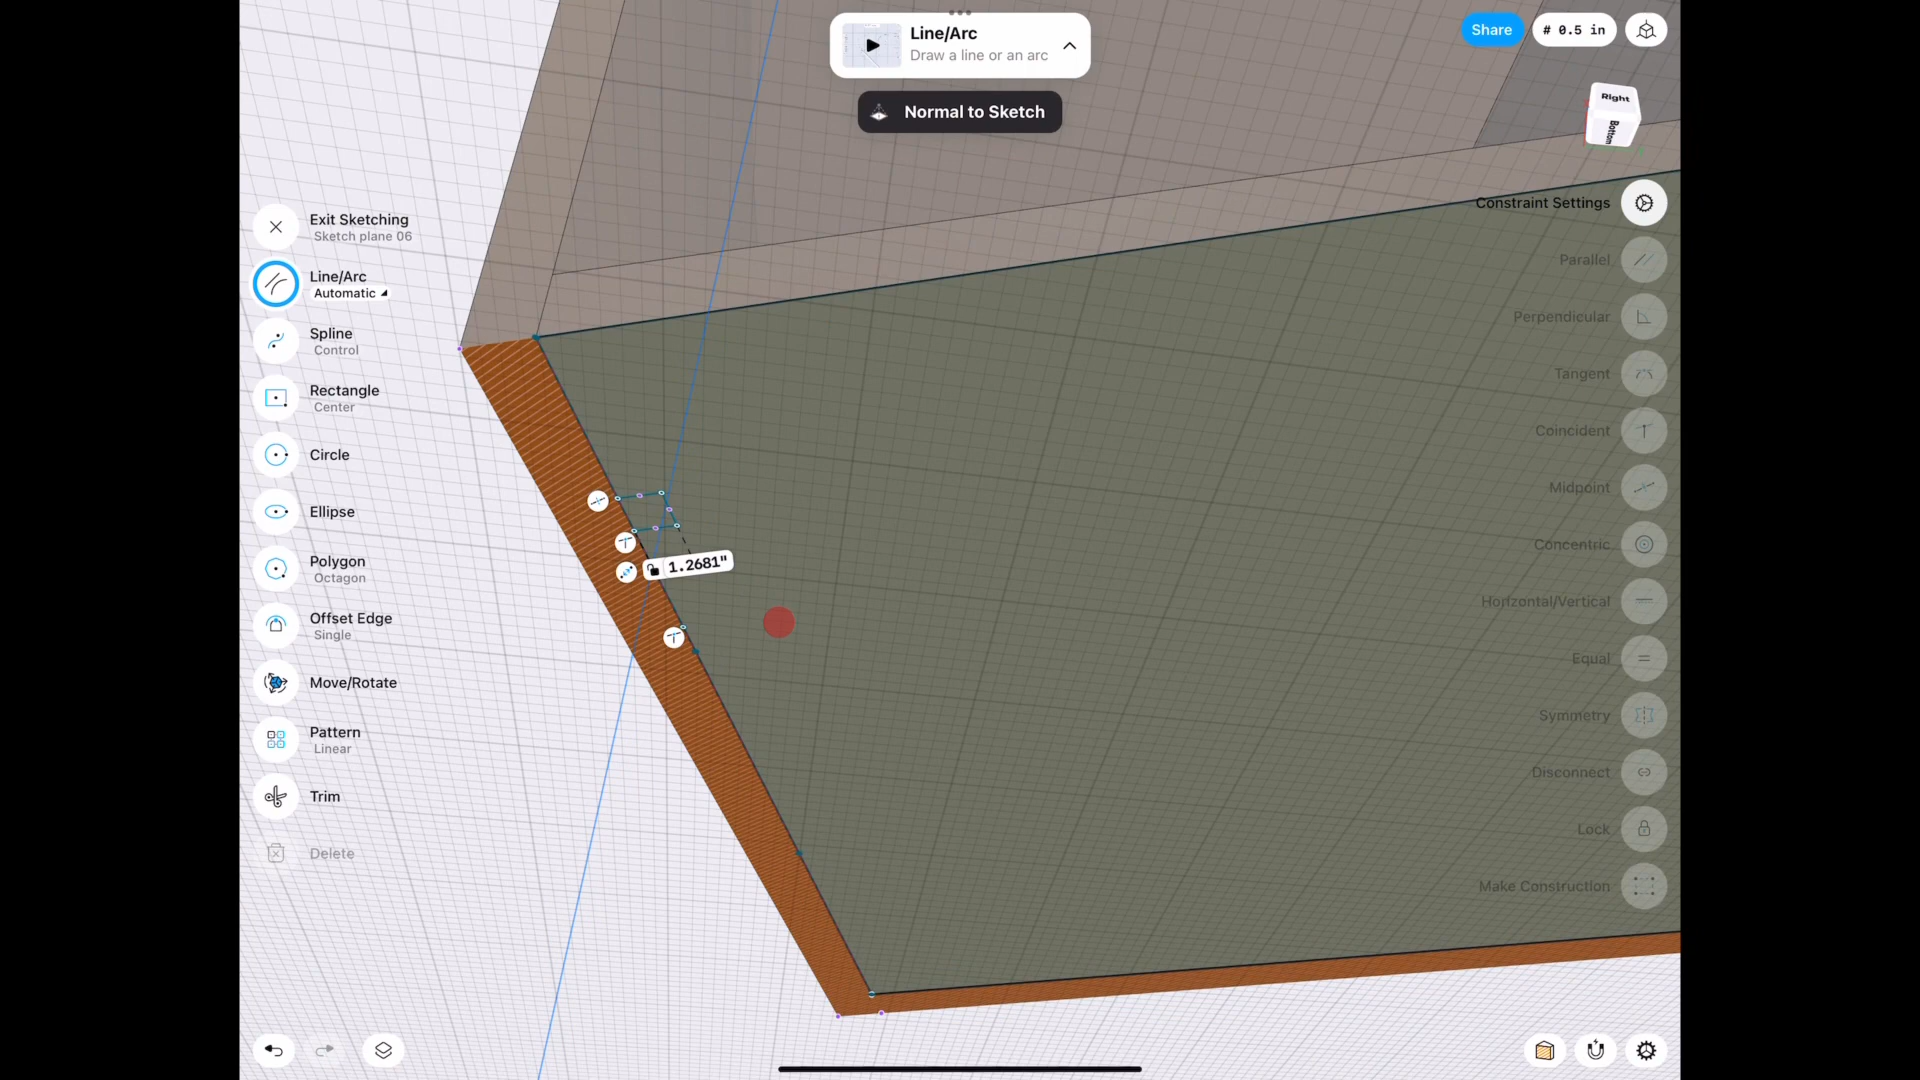 Line/Arc
Draw a line or an arc
Normal to Sketch
Share
# 0.5 in
Right
Bottom
Exit Sketching
Sketch plane 06
Line/Arc
Automatic
Spline
Control
Rectangle
Center
Circle
Ellipse
Polygon
Octagon
Offset Edge
Single
Move/Rotate
Pattern
Linear
Trim
Delete
1.2681"
Constraint Settings
Parallel
Perpendicular
Tangent
Coincident
Midpoint
Concentric
Horizontal/Vertical
Equal
Symmetry
Disconnect
Lock
Make Construction